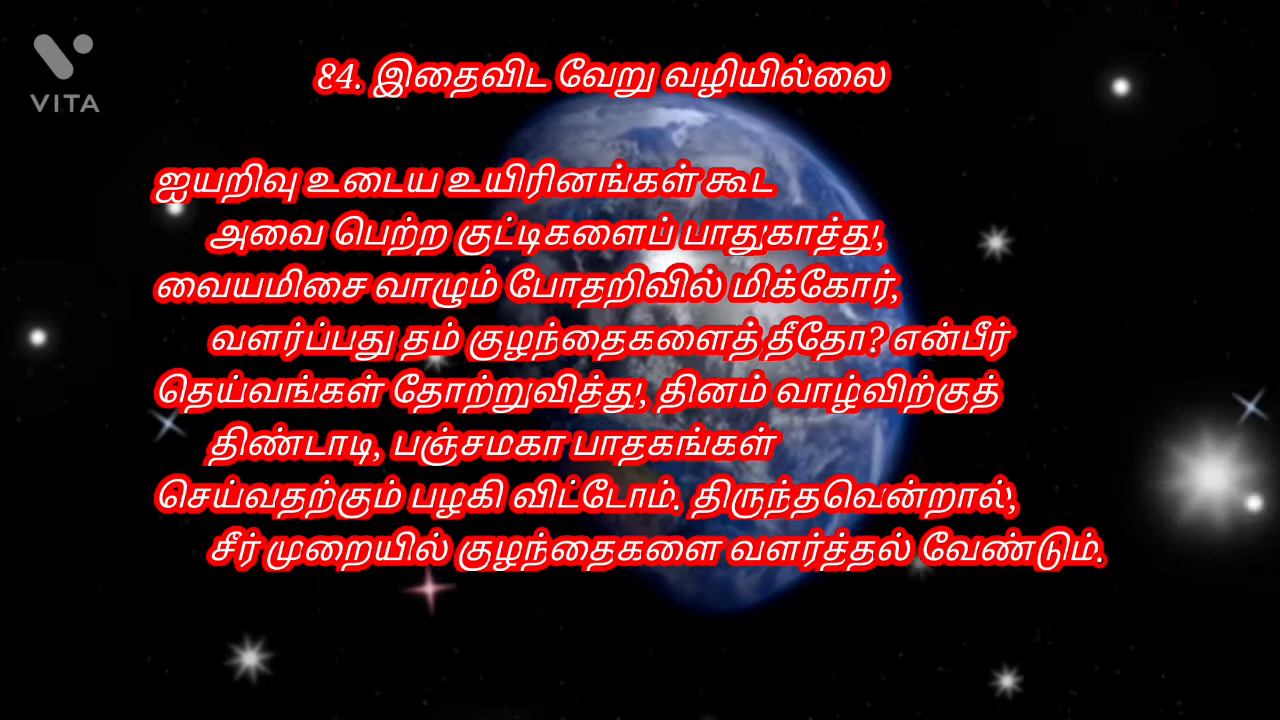 VITA
84. இதைவிட வேறு வழியில்லை
ஐயறிவு உடைய உயிரினங்கள் கூட
அவை பெற்ற குட்டிகளைப் பாதுகாத்து,
வையமிசை வாழும் போதறிவில் மிக்கோர்,
வளர்ப்பது தம் குழந்தைகளைத் தீதோ? என்பீர்
தெய்வங்கள் தோற்றுவித்து, தினம் வாழ்விற்குத்
திண்டாடி, பஞ்சமகா பாதகங்கள்
செய்வதற்கும் பழகி விட்டோம். திருந்தவென்றால்,
சீர் முறையில் குழந்தைகளை வளர்த்தல் வேண்டும்.